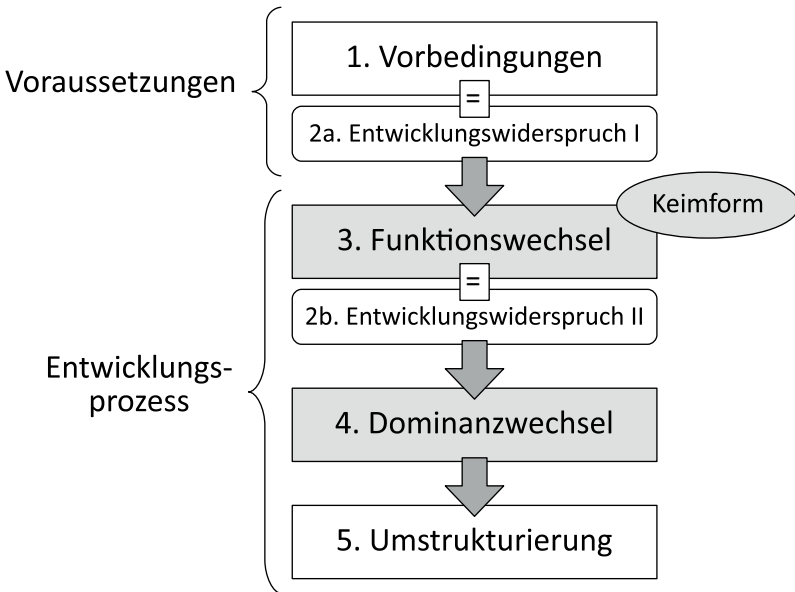 Voraussetzungen
1. Vorbedingungen
=
2a. Entwicklungswiderspruch I
Keimform
3. Funktionswechsel
=
2b. Entwicklungswiderspruch II
Entwicklungs-
prozess
4. Dominanzwechsel
5. Umstrukturierung